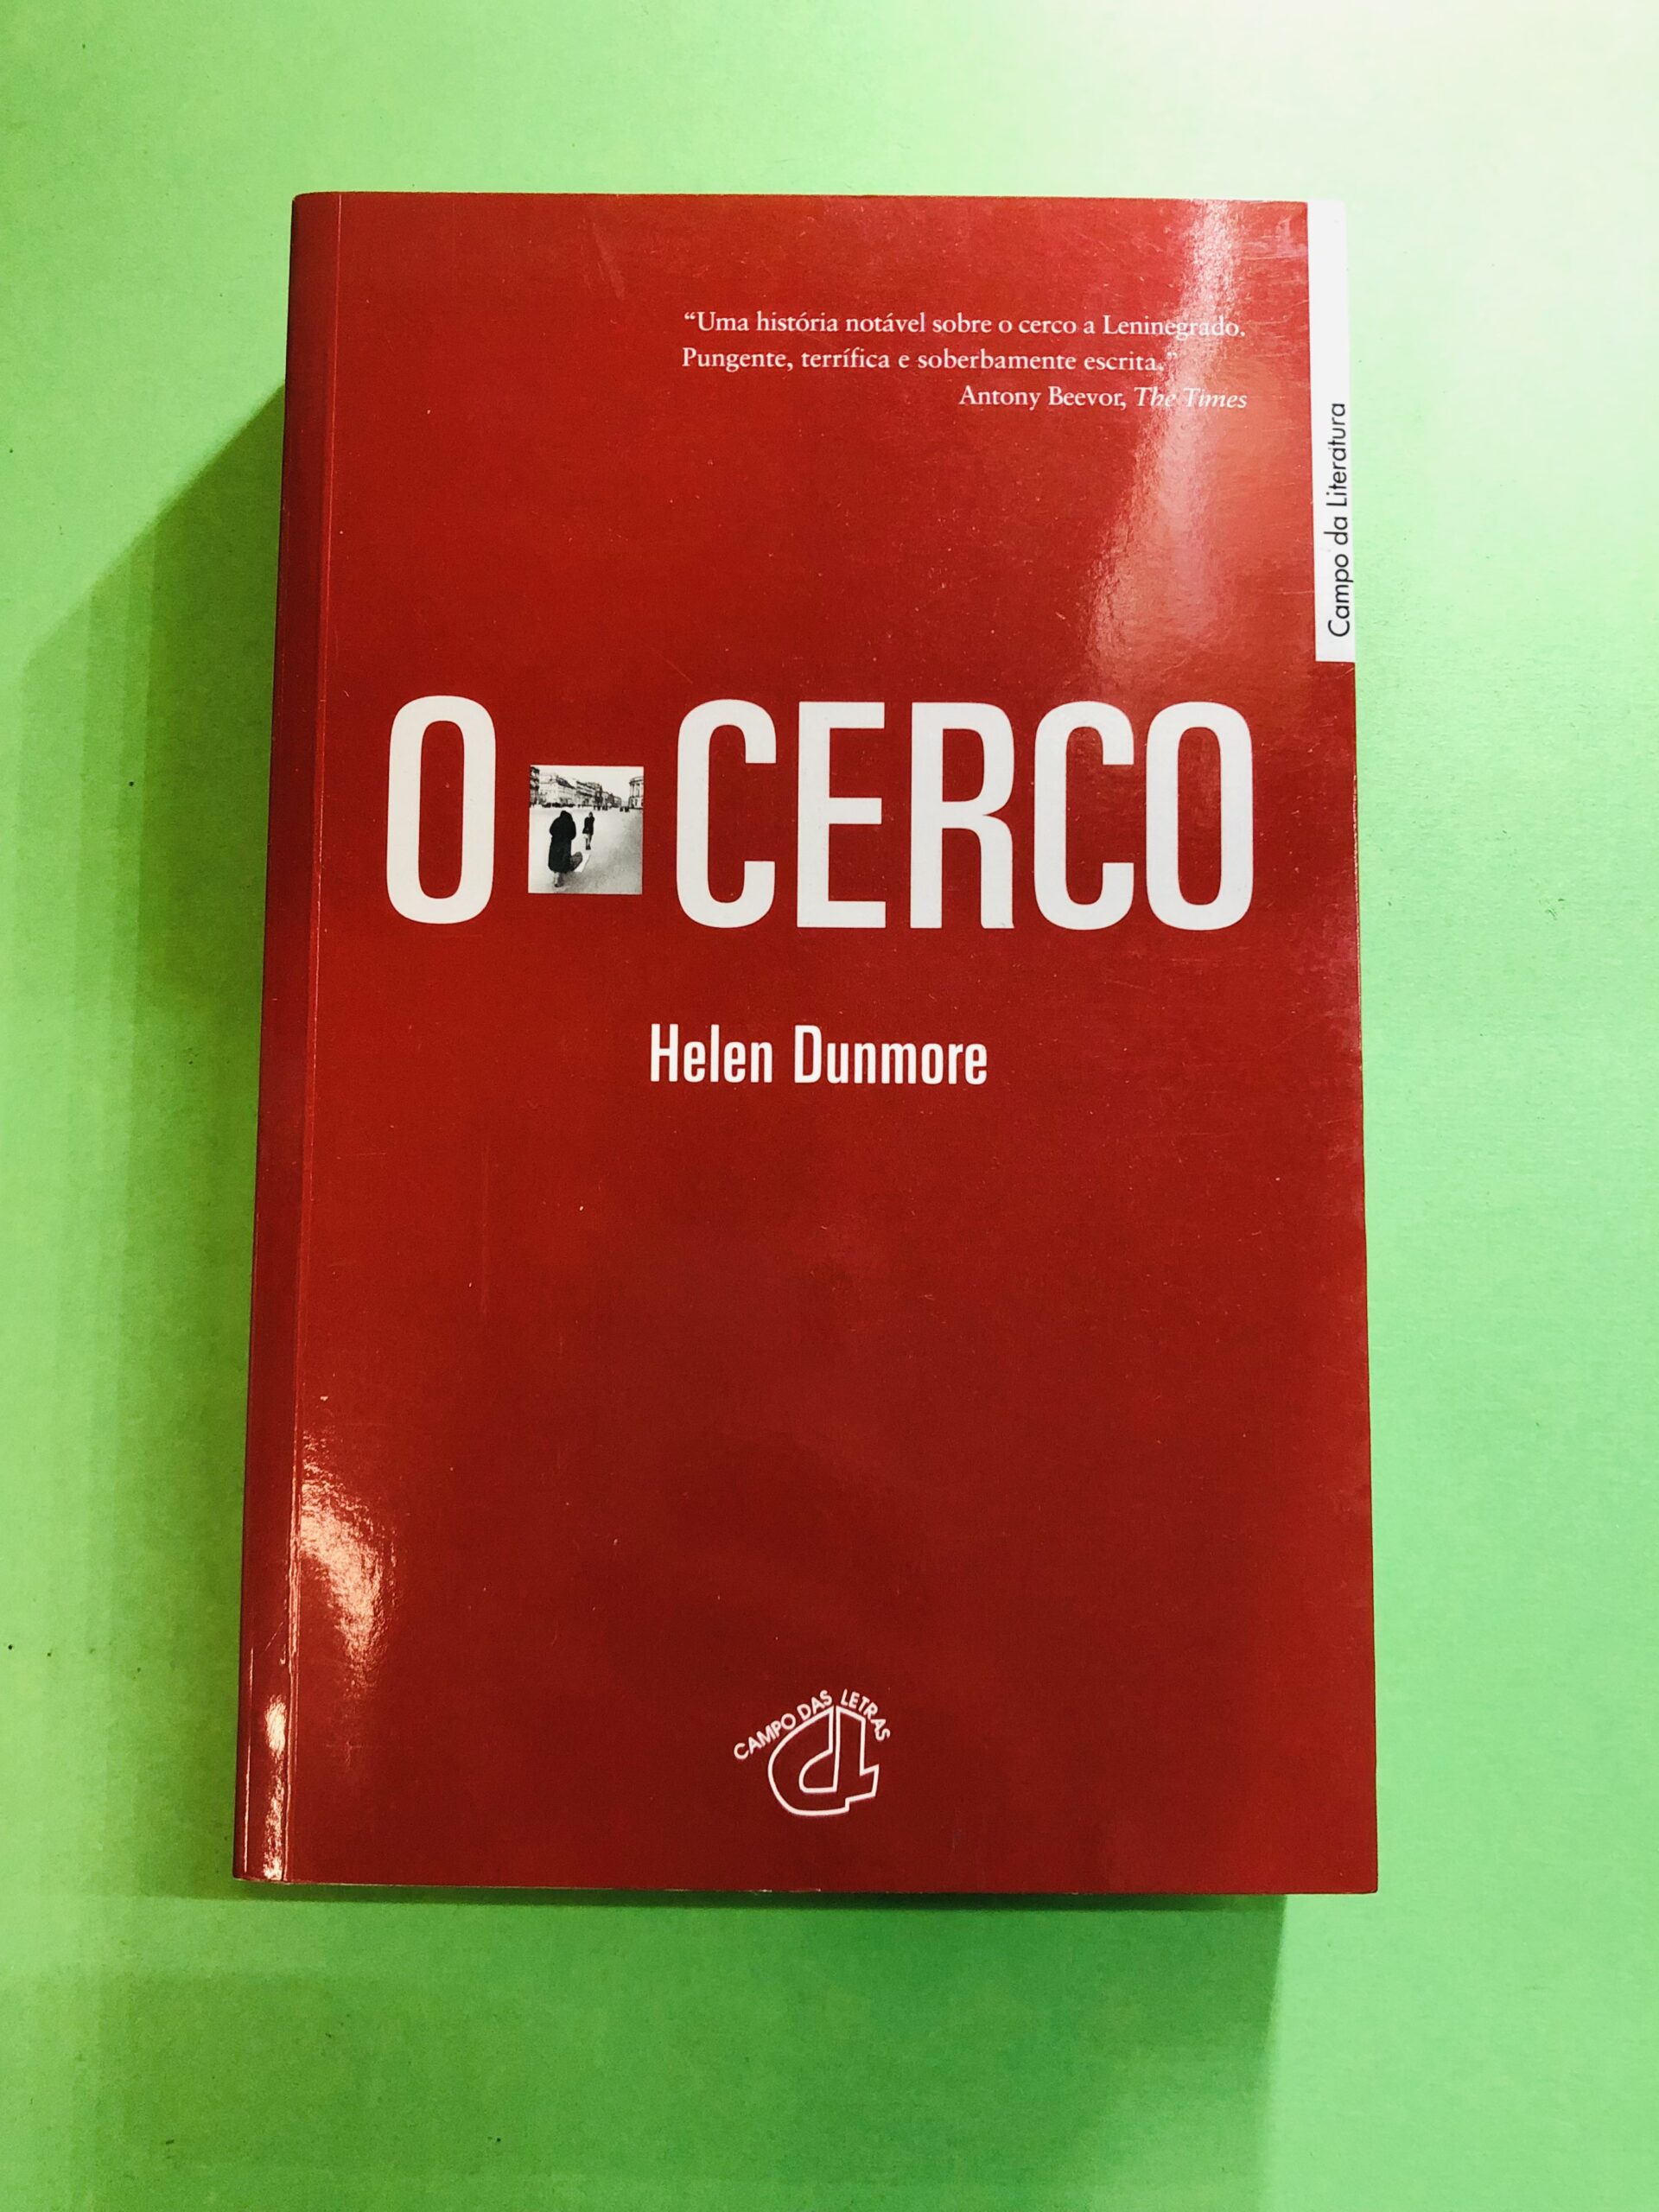 “Uma história notável sobre o cerco a Leninegrado.
Pungente, terrífica e soberbamente escrita.”
Antony Beevor, The Times
Campo da Literatura
O CERCO
Helen Dunmore
CAMPO DAS LETRAS